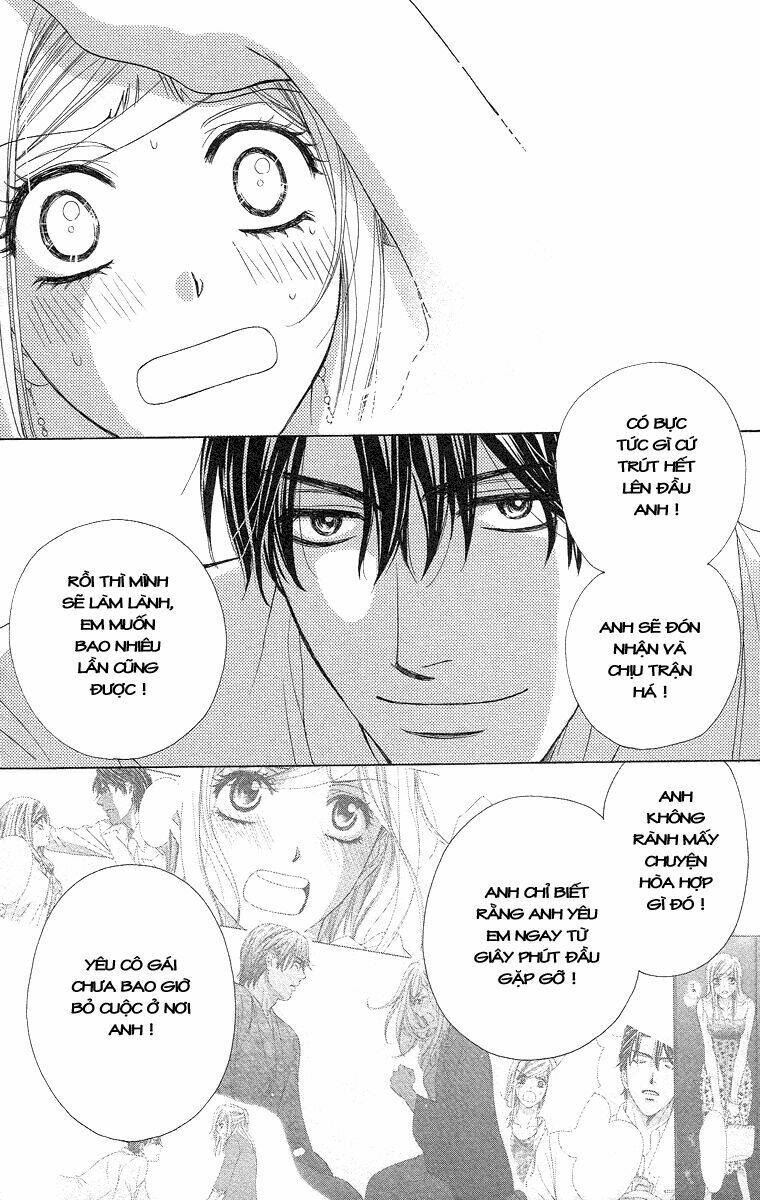 CÓ BỰC
TỨC GÌ CỨ
TRÚT HẾT
LÊN ĐẦU
ANH !
ANH SẼ ĐÓN
NHẬN VÀ
CHỊU TRẬN
HÁ !
RỒI THÌ MÌNH
SẼ LÀM LÀNH,
EM MUỐN
BAO NHIÊU
LẦN CŨNG
ĐƯỢC !
ANH
KHÔNG
RÀNH MẤY
CHUYỆN
HÒA HỢP
GÌ ĐÓ !
ANH CHỈ BIẾT
RẰNG ANH YÊU
EM NGAY TỪ
GIÂY PHÚT ĐẦU
GẶP GỠ !
YÊU CÔ GÁI
CHƯA BAO GIỜ
BỎ CUỘC Ở NƠI
ANH !